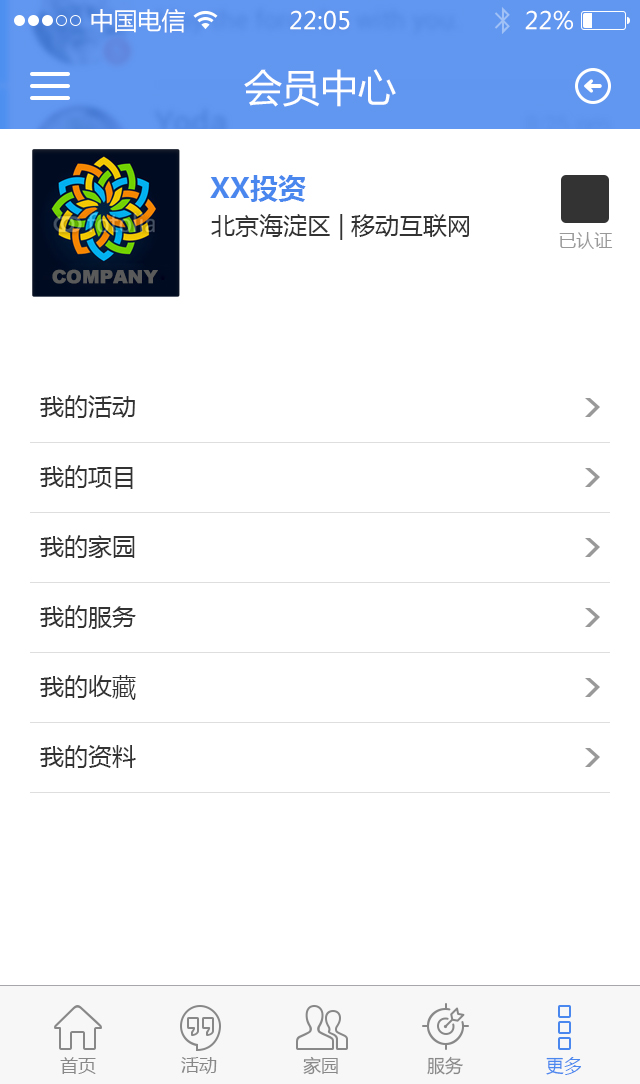 中国电信 22:05 22%
会员中心
Yoda
XX投资
北京海淀区 | 移动互联网
已认证
COMPANY
我的活动
我的项目
我的家园
我的服务
我的收藏
我的资料
首页 活动 家园 服务 更多